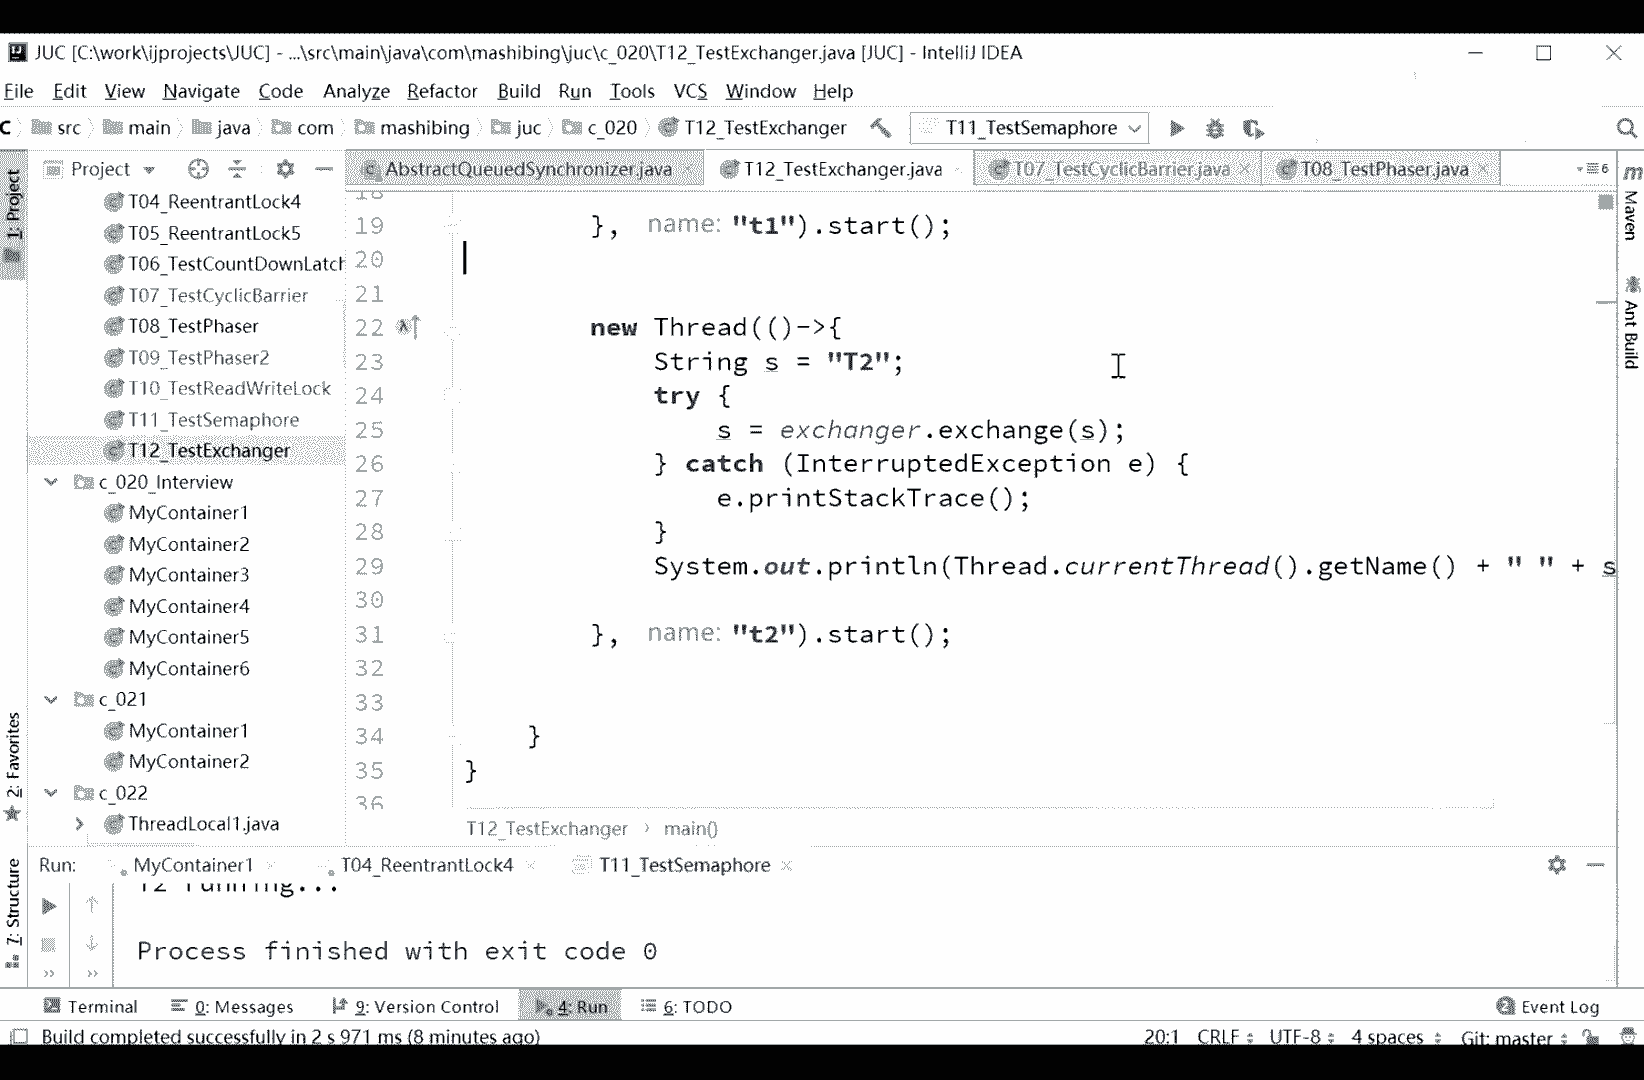 JUC [C:\work\ijprojects\JUC] - ...\src\main\java\com\mashibing\juc\c_020\T12_TestExchanger.java [JUC] - IntelliJ IDEA
File Edit View Navigate Code Analyze Refactor Build Run Tools VCS Window Help
C src main java com mashibing juc c_020 T12_TestExchanger T11_TestSemaphore
1: Project
Project
AbstractQueuedSynchronizer.java T12_TestExchanger.java T07_TestCyclicBarrier.java T08_TestPhaser.java 6
Maven
Ant Build
T04_ReentrantLock4
T05_ReentrantLock5
T06_TestCountDownLatch
T07_TestCyclicBarrier
T08_TestPhaser
T09_TestPhaser2
T10_TestReadWriteLock
T11_TestSemaphore
T12_TestExchanger
c_020_Interview
MyContainer1
MyContainer2
MyContainer3
MyContainer4
MyContainer5
MyContainer6
c_021
MyContainer1
MyContainer2
c_022
ThreadLocal1.java
18
19 }, name: "t1").start();
20
21
22 new Thread(()->{
23 String s = "T2";
24 try {
25 s = exchanger.exchange(s);
26 } catch (InterruptedException e) {
27 e.printStackTrace();
28 }
29 System.out.println(Thread.currentThread().getName() + " " + s
30
31 }, name: "t2").start();
32
33
34 }
35 }
36
T12_TestExchanger › main()
2: Favorites
7: Structure
Run: MyContainer1 T04_ReentrantLock4 T11_TestSemaphore
T2 running...
Process finished with exit code 0
Terminal 0: Messages 9: Version Control 4: Run 6: TODO 2 Event Log
Build completed successfully in 2 s 971 ms (8 minutes ago) 20:1 CRLF UTF-8 4 spaces Git: master